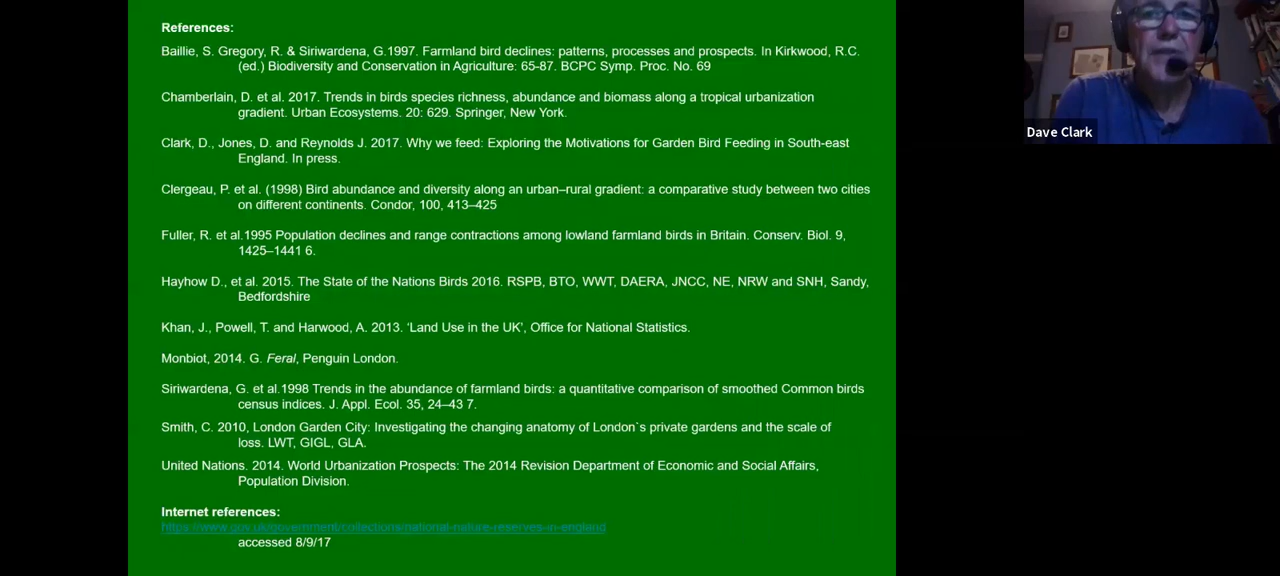 References:
Baillie, S. Gregory, R. & Siriwardena, G.1997. Farmland bird declines: patterns, processes and prospects. In Kirkwood, R.C.
(ed.) Biodiversity and Conservation in Agriculture: 65-87. BCPC Symp. Proc. No. 69
Chamberlain, D. et al. 2017. Trends in birds species richness, abundance and biomass along a tropical urbanization
gradient. Urban Ecosystems. 20: 629. Springer, New York.
Clark, D., Jones, D. and Reynolds J. 2017. Why we feed: Exploring the Motivations for Garden Bird Feeding in South-east
England. In press.
Clergeau, P. et al. (1998) Bird abundance and diversity along an urban–rural gradient: a comparative study between two cities
on different continents. Condor, 100, 413–425
Fuller, R. et al.1995 Population declines and range contractions among lowland farmland birds in Britain. Conserv. Biol. 9,
1425–1441 6.
Hayhow D., et al. 2015. The State of the Nations Birds 2016. RSPB, BTO, WWT, DAERA, JNCC, NE, NRW and SNH, Sandy,
Bedfordshire
Khan, J., Powell, T. and Harwood, A. 2013. ‘Land Use in the UK’, Office for National Statistics.
Monbiot, 2014. G. Feral, Penguin London.
Siriwardena, G. et al.1998 Trends in the abundance of farmland birds: a quantitative comparison of smoothed Common birds
census indices. J. Appl. Ecol. 35, 24–43 7.
Smith, C. 2010, London Garden City: Investigating the changing anatomy of London`s private gardens and the scale of
loss. LWT, GIGL, GLA.
United Nations. 2014. World Urbanization Prospects: The 2014 Revision Department of Economic and Social Affairs,
Population Division.
Internet references:
https://www.gov.uk/government/collections/national-nature-reserves-in-england
accessed 8/9/17
Dave Clark